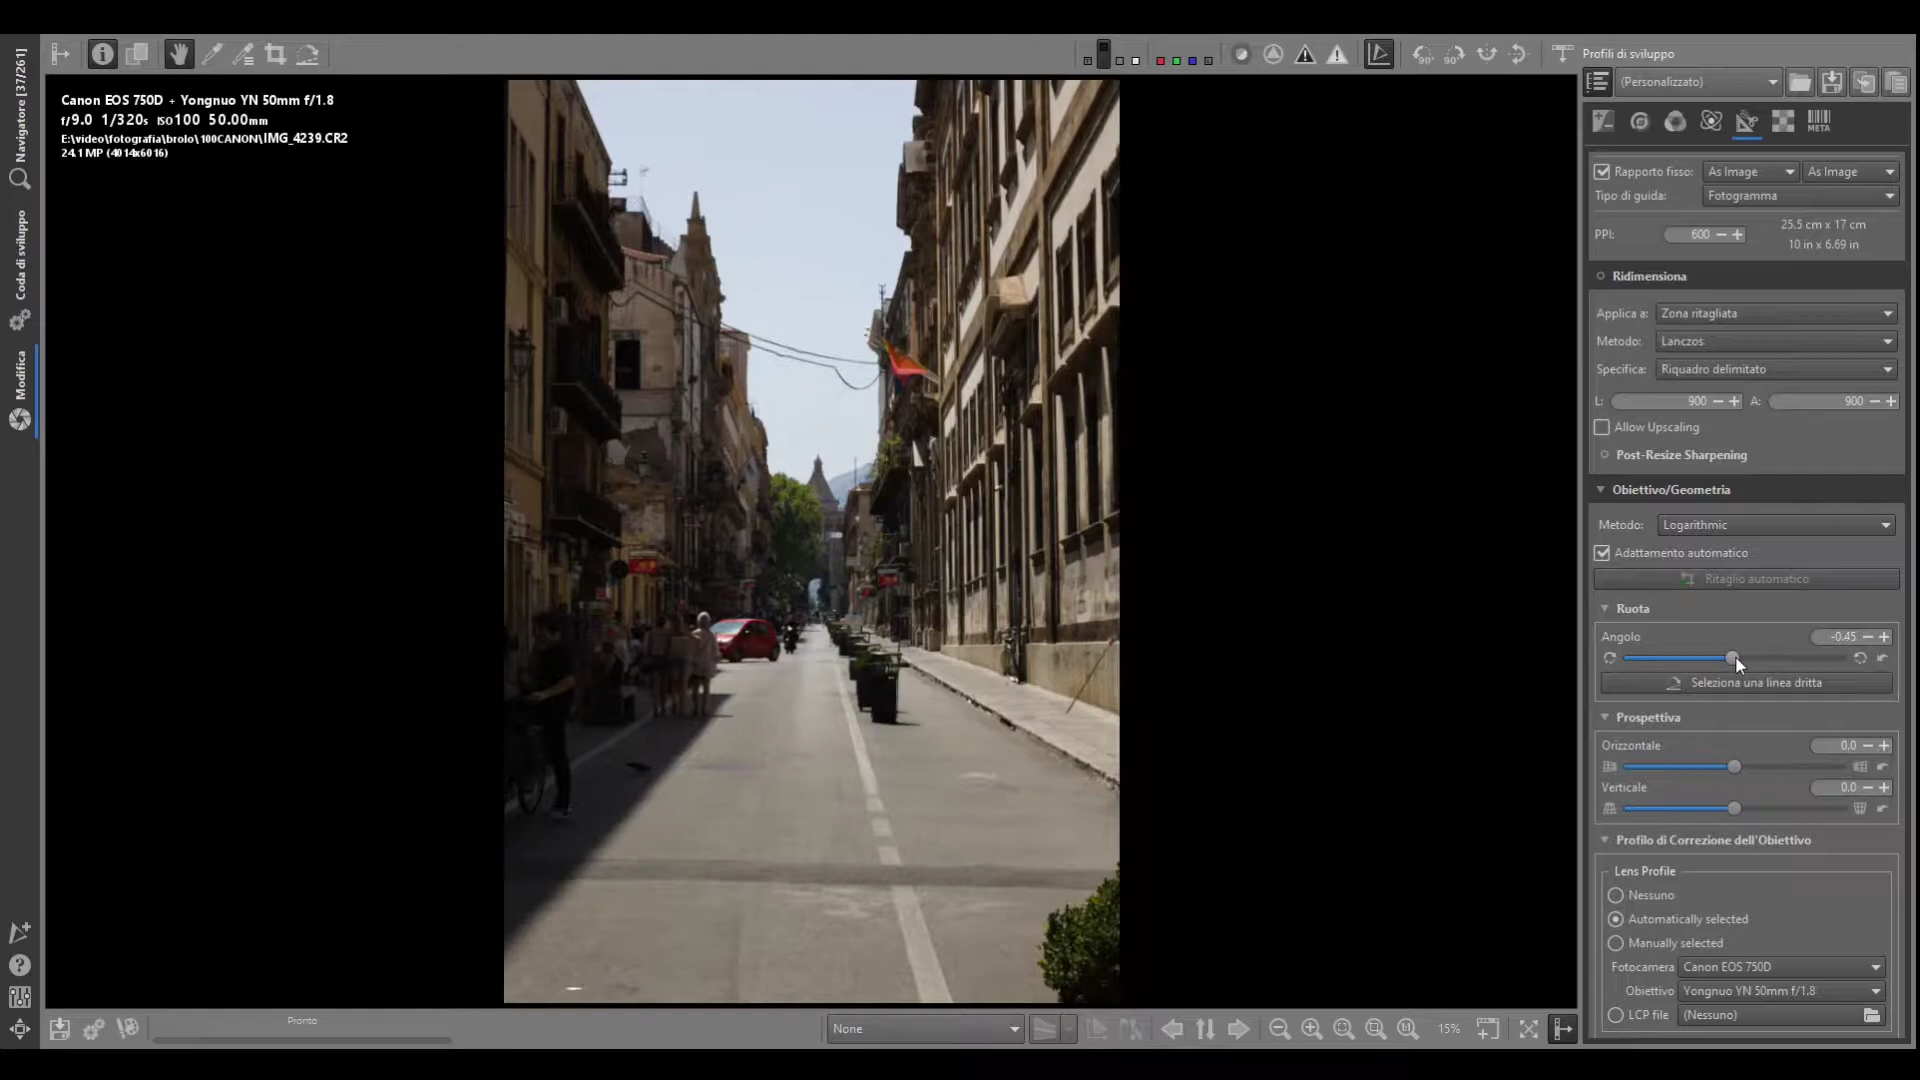 Profili di sviluppo
(Personalizzato)
META
Navigatore [37/261]
Coda di sviluppo
Modifica
Canon EOS 750D + Yongnuo YN 50mm f/1.8
f/9.0 1/320s ISO100 50.00mm
E:\video\fotografia\brolo\100CANON\IMG_4239.CR2
24.1 MP (4014x6016)
90°
90°
Rapporto fisso: As Image As Image
Tipo di guida: Fotogramma
PPI: 600 25.5 cm x 17 cm
10 in x 6.69 in
Ridimensiona
Applica a: Zona ritagliata
Metodo: Lanczos
Specifica: Riquadro delimitato
L: 900 A: 900
Allow Upscaling
Post-Resize Sharpening
Obiettivo/Geometria
Metodo: Logarithmic
Adattamento automatico
Ritaglio automatico
Ruota
Angolo -0.45
Seleziona una linea dritta
Prospettiva
Orizzontale 0.0
Verticale 0.0
Profilo di Correzione dell'Obiettivo
Lens Profile
Nessuno
Automatically selected
Manually selected
Fotocamera Canon EOS 750D
Obiettivo Yongnuo YN 50mm f/1.8
LCP file (Nessuno)
Pronto
None
1:1
15%